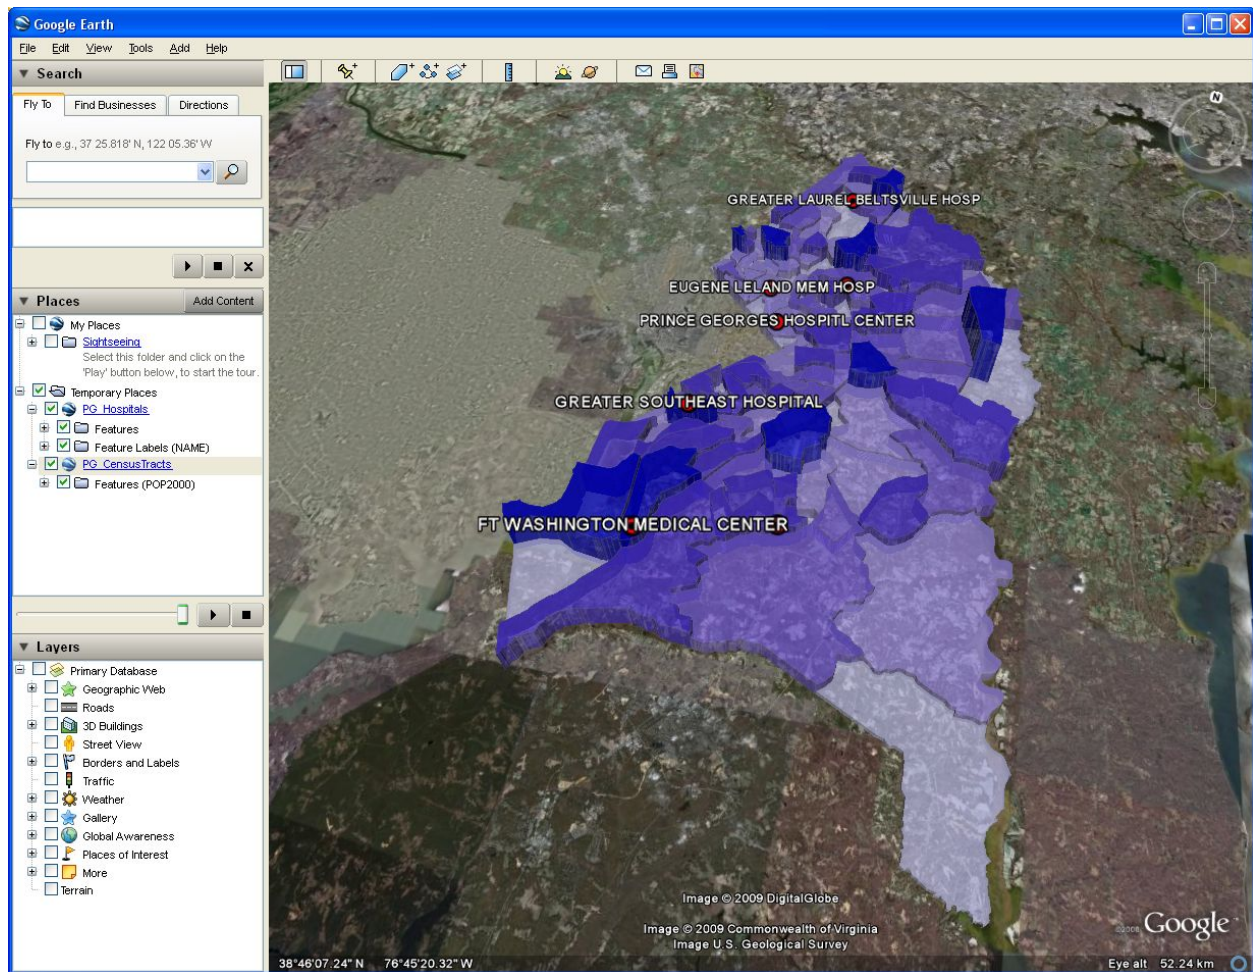 Google Earth
File Edit View Tools Add Help
Search
Fly To Find Businesses Directions
Fly to e.g., 37 25.818' N, 122 05.36' W
Places Add Content
My Places
Sightseeing
Select this folder and click on the
'Play' button below, to start the tour.
Temporary Places
PG_Hospitals
Features
Feature Labels (NAME)
PG_CensusTracts
Features (POP2000)
Layers
Primary Database
Geographic Web
Roads
3D Buildings
Street View
Borders and Labels
Traffic
Weather
Gallery
Global Awareness
Places of Interest
More
Terrain
N
GREATER LAUREL BELTSVILLE HOSP
EUGENE LELAND MEM HOSP
PRINCE GEORGES HOSPITL CENTER
GREATER SOUTHEAST HOSPITAL
FT WASHINGTON MEDICAL CENTER
Image © 2009 DigitalGlobe
Image © 2009 Commonwealth of Virginia
Image U.S. Geological Survey
Google
38°46'07.24" N 76°45'20.32" W
Eye alt 52.24 km